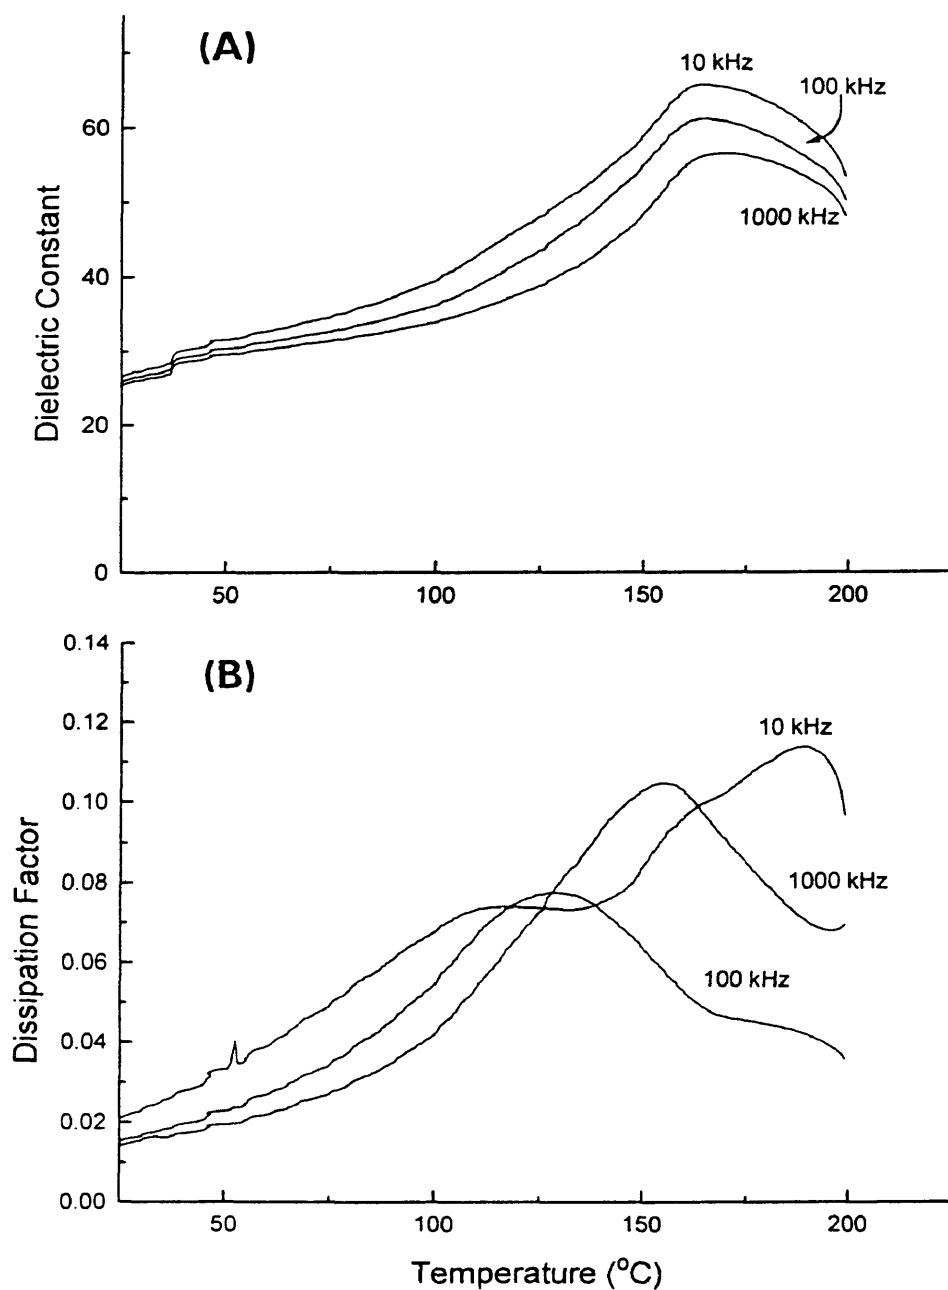 (A)
10 kHz
100 kHz
1000 kHz
60
40
20
0
Dielectric Constant
50 100 150 200
(B)
10 kHz
1000 kHz
100 kHz
0.14
0.12
0.10
0.08
0.06
0.04
0.02
0.00
Dissipation Factor
50 100 150 200
Temperature (°C)